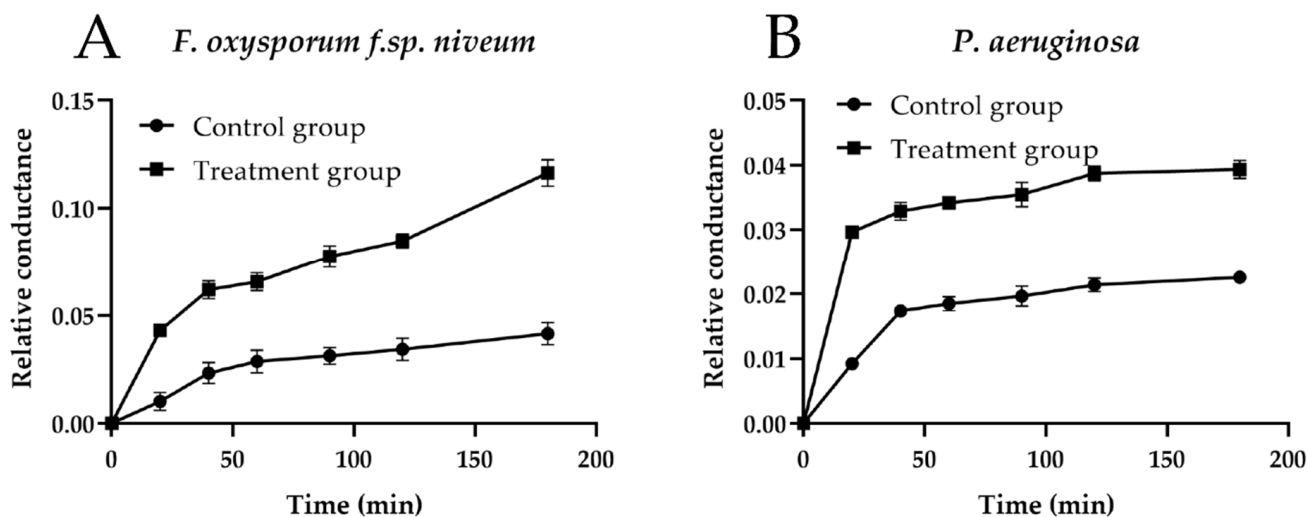 A F. oxysporum f.sp. niveum
0.15
Control group
Treatment group
0.10
0.05
0.00
0 50 100 150 200
Relative conductance
Time (min)
B P. aeruginosa
0.05
Control group
Treatment group
0.04
0.03
0.02
0.01
0.00
0 50 100 150 200
Relative conductance
Time (min)